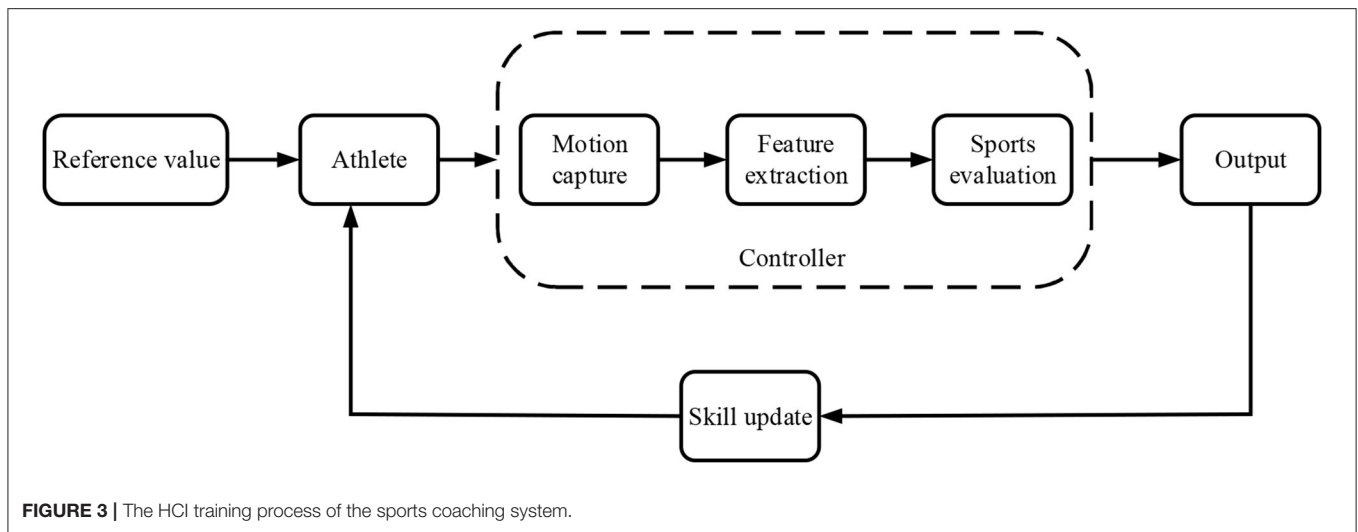 Reference value
Athlete
Motion
capture
Feature
extraction
Sports
evaluation
Controller
Output
Skill update
FIGURE 3 | The HCI training process of the sports coaching system.